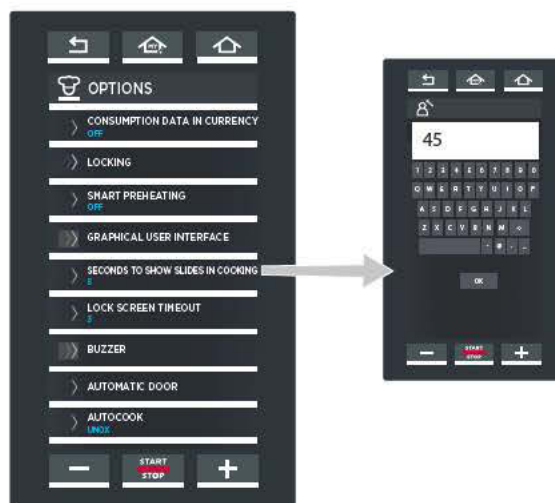 MY
OPTIONS
CONSUMPTION DATA IN CURRENCY
OFF
LOCKING
SMART PREHEATING
OFF
GRAPHICAL USER INTERFACE
SECONDS TO SHOW SLIDES IN COOKING
LOCK SCREEN TIMEOUT
BUZZER
AUTOMATIC DOOR
AUTOCOOK
UNOX
START
STOP
45
1 2 3 4 5 6 7 8 9 0
Q W E R T Y U I O P
A S D F G H J K L
Z X C V B N M
OK
START
STOP